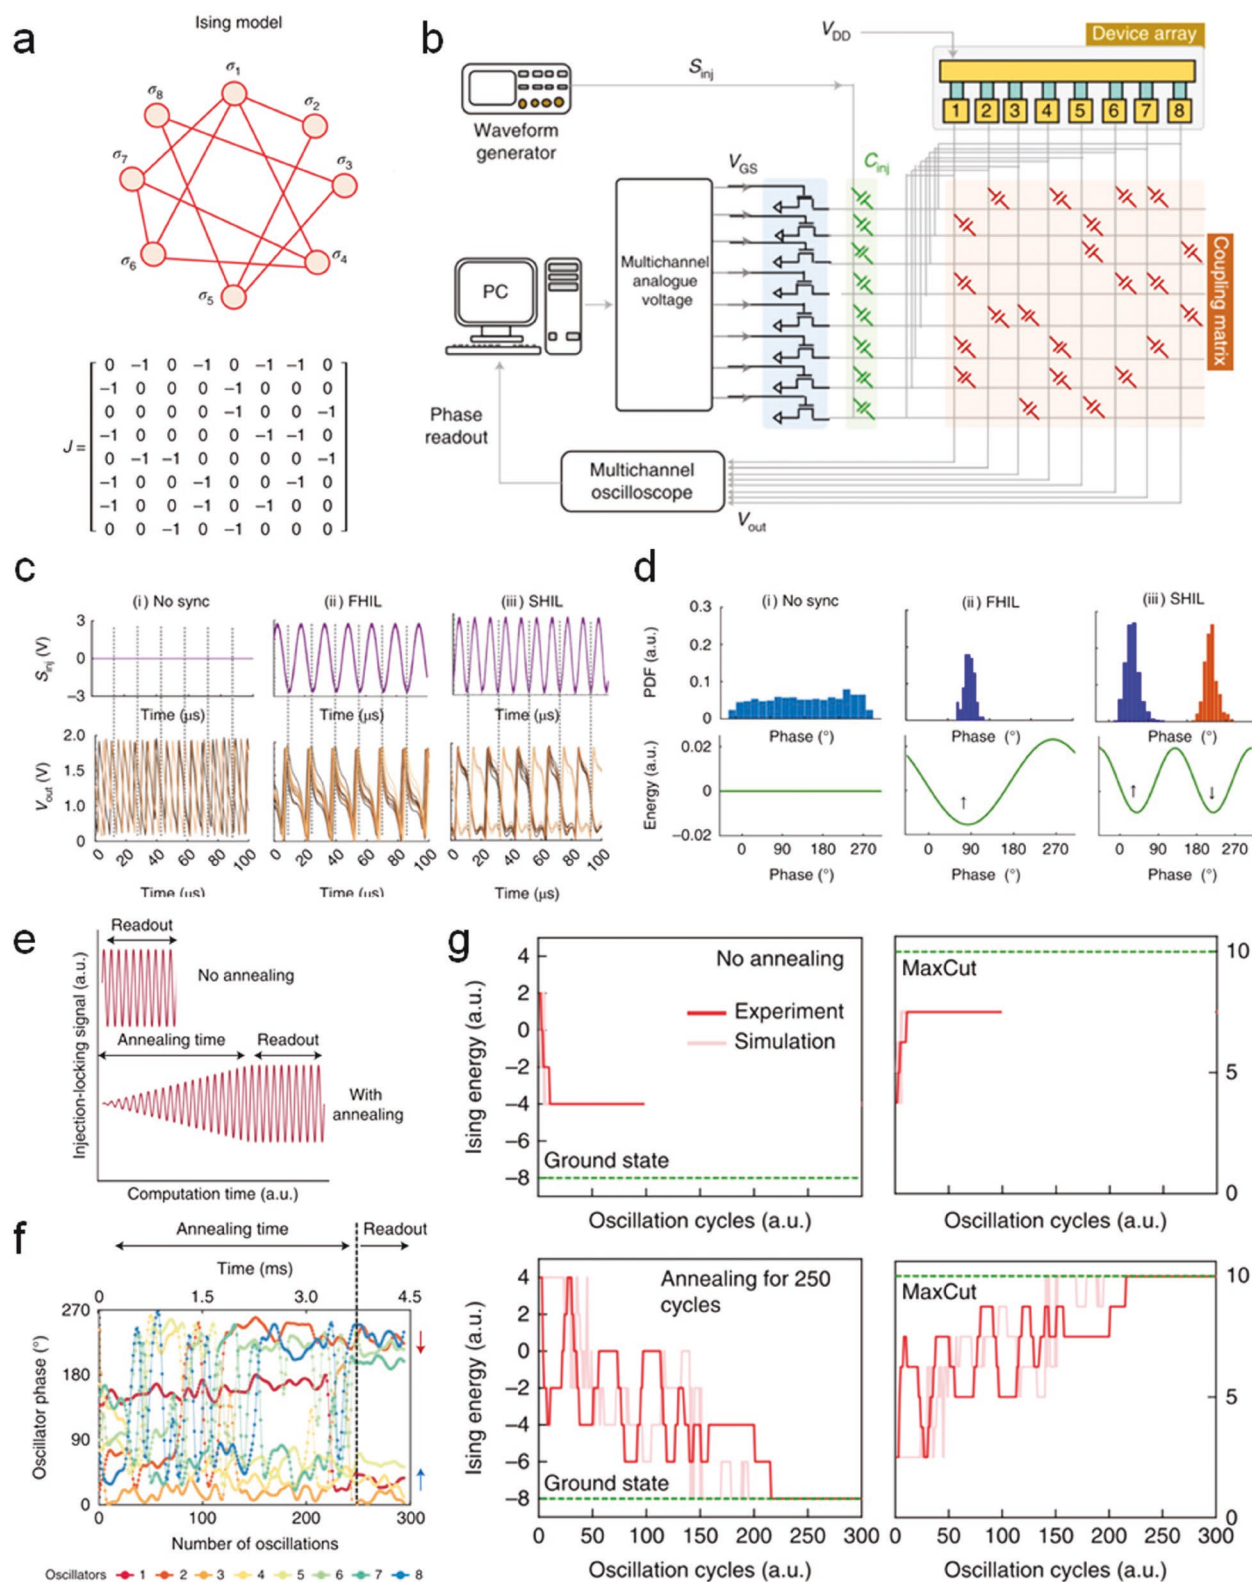 a
Ising model
σ1
σ2
σ3
σ4
σ5
σ6
σ7
σ8
J =
0 −1 0 −1 0 −1 −1 0
−1 0 0 0 −1 0 0 0
0 0 0 0 −1 0 0 −1
−1 0 0 0 0 −1 −1 0
0 −1 −1 0 0 0 0 −1
−1 0 0 −1 0 0 −1 0
−1 0 0 −1 0 −1 0 0
0 0 −1 0 −1 0 0 0
b
VDD
Device array
1 2 3 4 5 6 7 8
Sinj
Waveform
generator
VGS
Cinj
Multichannel
analogue
voltage
PC
Coupling matrix
Phase
readout
Multichannel
oscilloscope
Vout
c
(i) No sync
(ii) FHIL
(iii) SHIL
Sinj (V)
3
0
−3
0 20 40 60 80 100
Time (μs)
Time (μs)
Time (μs)
Vout (V)
2.0
1.5
1.0
0
0 20 40 60 80 100
0 20 40 60 80 100
0 20 40 60 80 100
Time (μs)
Time (μs)
Time (μs)
d
(i) No sync
(ii) FHIL
(iii) SHIL
PDF (a.u.)
0.3
0.2
0.1
0
Phase (°)
Phase (°)
Phase (°)
Energy (a.u.)
0.02
0
−0.02
↑
↑
↓
0 90 180 270
0 90 180 270
0 90 180 270
Phase (°)
Phase (°)
Phase (°)
e
Injection-locking signal (a.u.)
Readout
No annealing
Annealing time
Readout
With
annealing
Computation time (a.u.)
f
Annealing time
Readout
Time (ms)
0 1.5 3.0 4.5
Oscillator phase (°)
270
180
90
0
0 100 200 300
Number of oscillations
Oscillators 1 2 3 4 5 6 7 8
g
Ising energy (a.u.)
4
2
0
−2
−4
−6
−8
No annealing
Experiment
Simulation
Ground state
Oscillation cycles (a.u.)
MaxCut
10
5
0
Oscillation cycles (a.u.)
Ising energy (a.u.)
4
2
0
−2
−4
−6
−8
Annealing for 250
cycles
Ground state
0 50 100 150 200 250 300
Oscillation cycles (a.u.)
MaxCut
10
5
0
0 50 100 150 200 250 300
Oscillation cycles (a.u.)